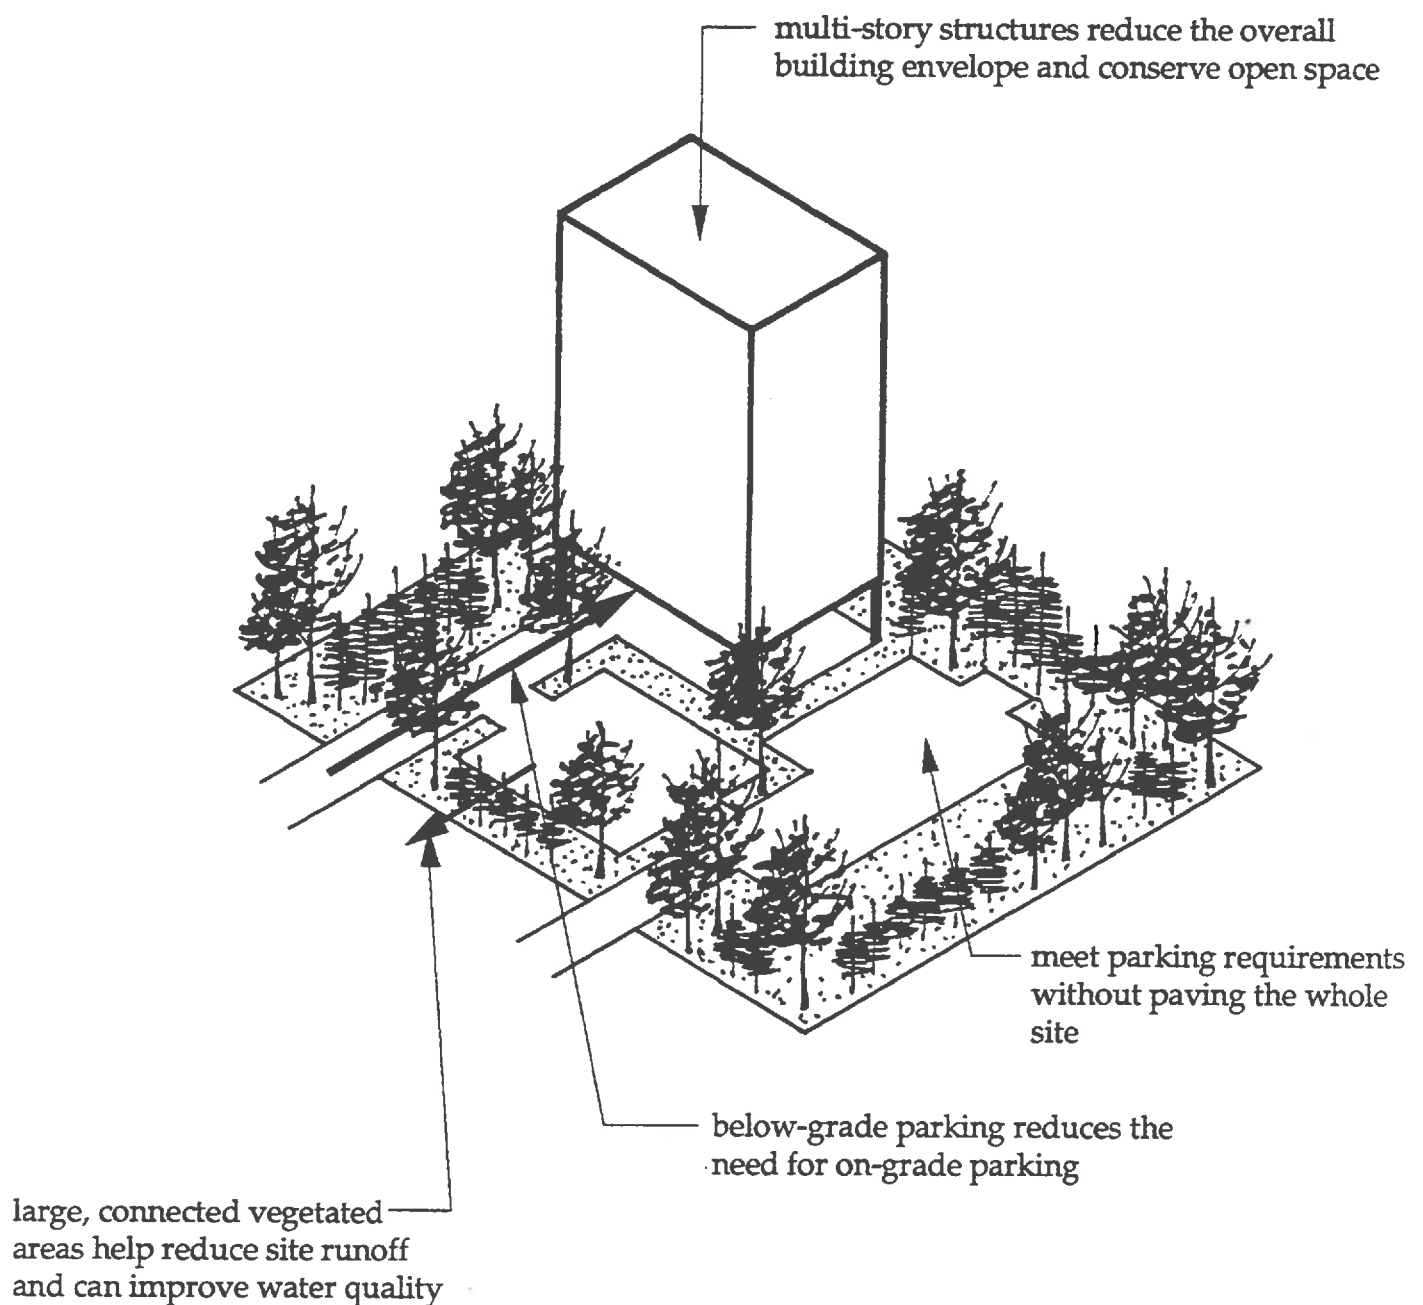 multi-story structures reduce the overall
building envelope and conserve open space
meet parking requirements
without paving the whole
site
below-grade parking reduces the
need for on-grade parking
large, connected vegetated
areas help reduce site runoff
and can improve water quality